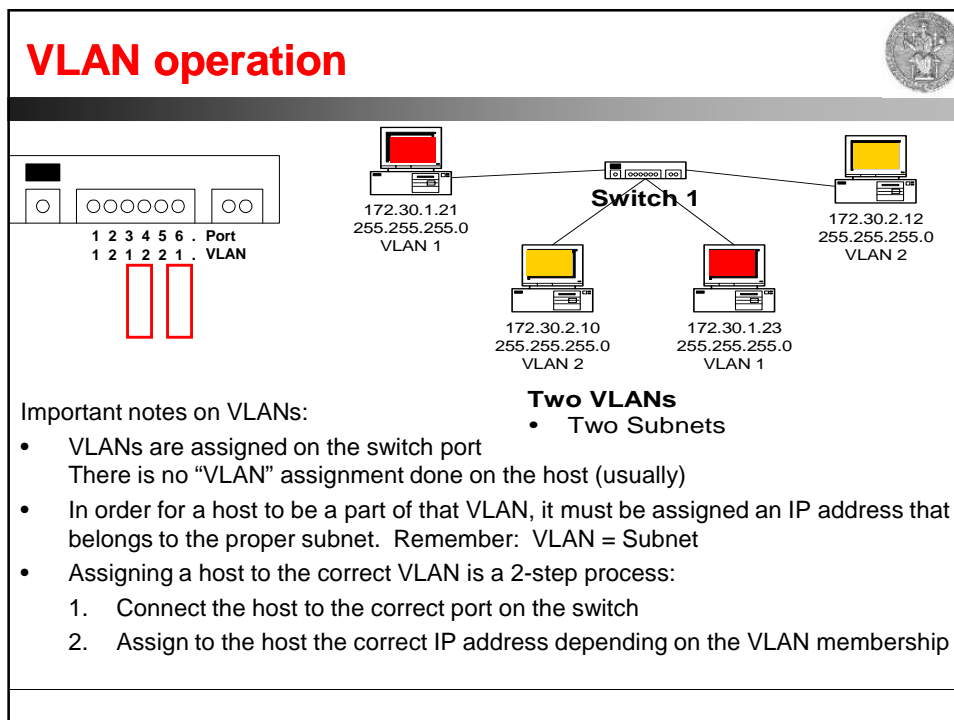 VLAN operation
1 2 3 4 5 6 . Port
1 2 1 2 2 1 . VLAN
172.30.1.21
255.255.255.0
VLAN 1
Switch 1
172.30.2.12
255.255.255.0
VLAN 2
172.30.2.10
255.255.255.0
VLAN 2
172.30.1.23
255.255.255.0
VLAN 1
Two VLANs
• Two Subnets
Important notes on VLANs:
• VLANs are assigned on the switch port
There is no “VLAN” assignment done on the host (usually)
• In order for a host to be a part of that VLAN, it must be assigned an IP address that
belongs to the proper subnet. Remember: VLAN = Subnet
• Assigning a host to the correct VLAN is a 2-step process:
1. Connect the host to the correct port on the switch
2. Assign to the host the correct IP address depending on the VLAN membership